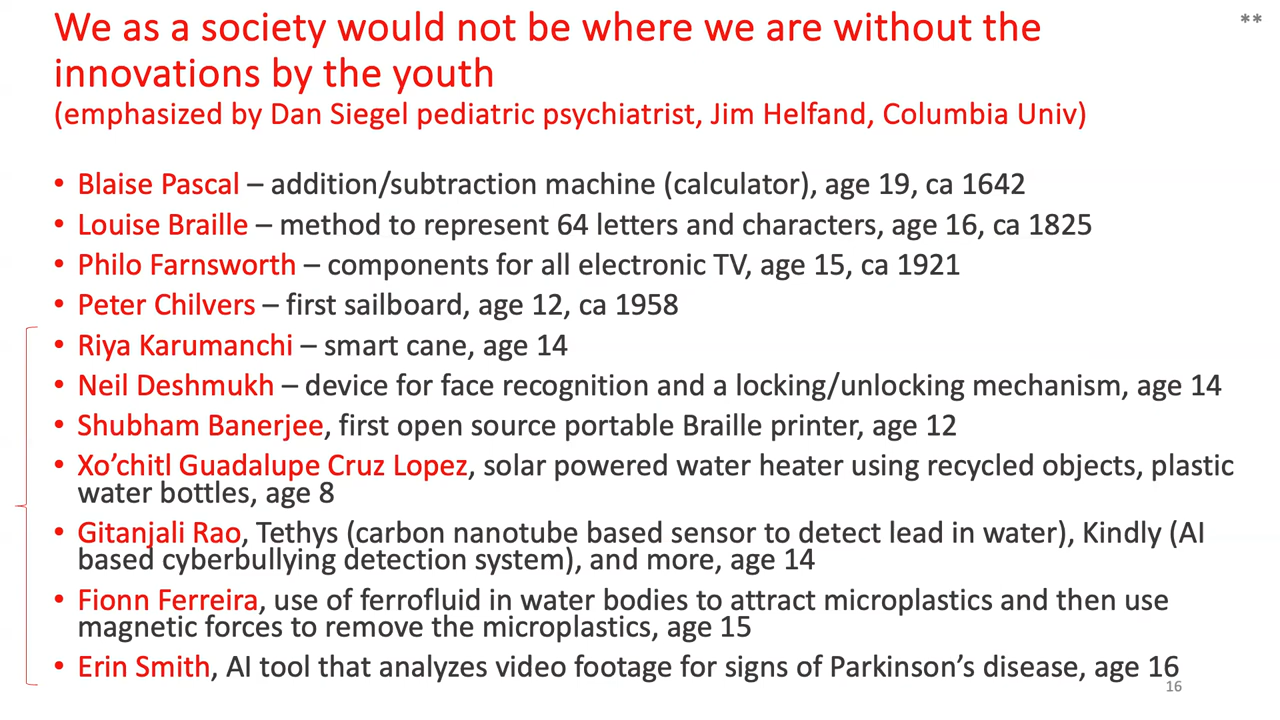 We as a society would not be where we are without the
**
innovations by the youth
(emphasized by Dan Siegel pediatric psychiatrist, Jim Helfand, Columbia Univ)
• Blaise Pascal – addition/subtraction machine (calculator), age 19, ca 1642
• Louise Braille – method to represent 64 letters and characters, age 16, ca 1825
• Philo Farnsworth – components for all electronic TV, age 15, ca 1921
• Peter Chilvers – first sailboard, age 12, ca 1958
• Riya Karumanchi – smart cane, age 14
• Neil Deshmukh – device for face recognition and a locking/unlocking mechanism, age 14
• Shubham Banerjee, first open source portable Braille printer, age 12
• Xo’chitl Guadalupe Cruz Lopez, solar powered water heater using recycled objects, plastic
water bottles, age 8
• Gitanjali Rao, Tethys (carbon nanotube based sensor to detect lead in water), Kindly (AI
based cyberbullying detection system), and more, age 14
• Fionn Ferreira, use of ferrofluid in water bodies to attract microplastics and then use
magnetic forces to remove the microplastics, age 15
• Erin Smith, AI tool that analyzes video footage for signs of Parkinson’s disease, age 16
16